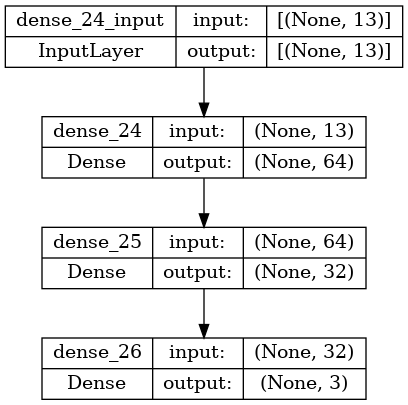 dense_24_input input: [(None, 13)]
InputLayer output: [(None, 13)]
dense_24 input: (None, 13)
Dense output: (None, 64)
dense_25 input: (None, 64)
Dense output: (None, 32)
dense_26 input: (None, 32)
Dense output: (None, 3)